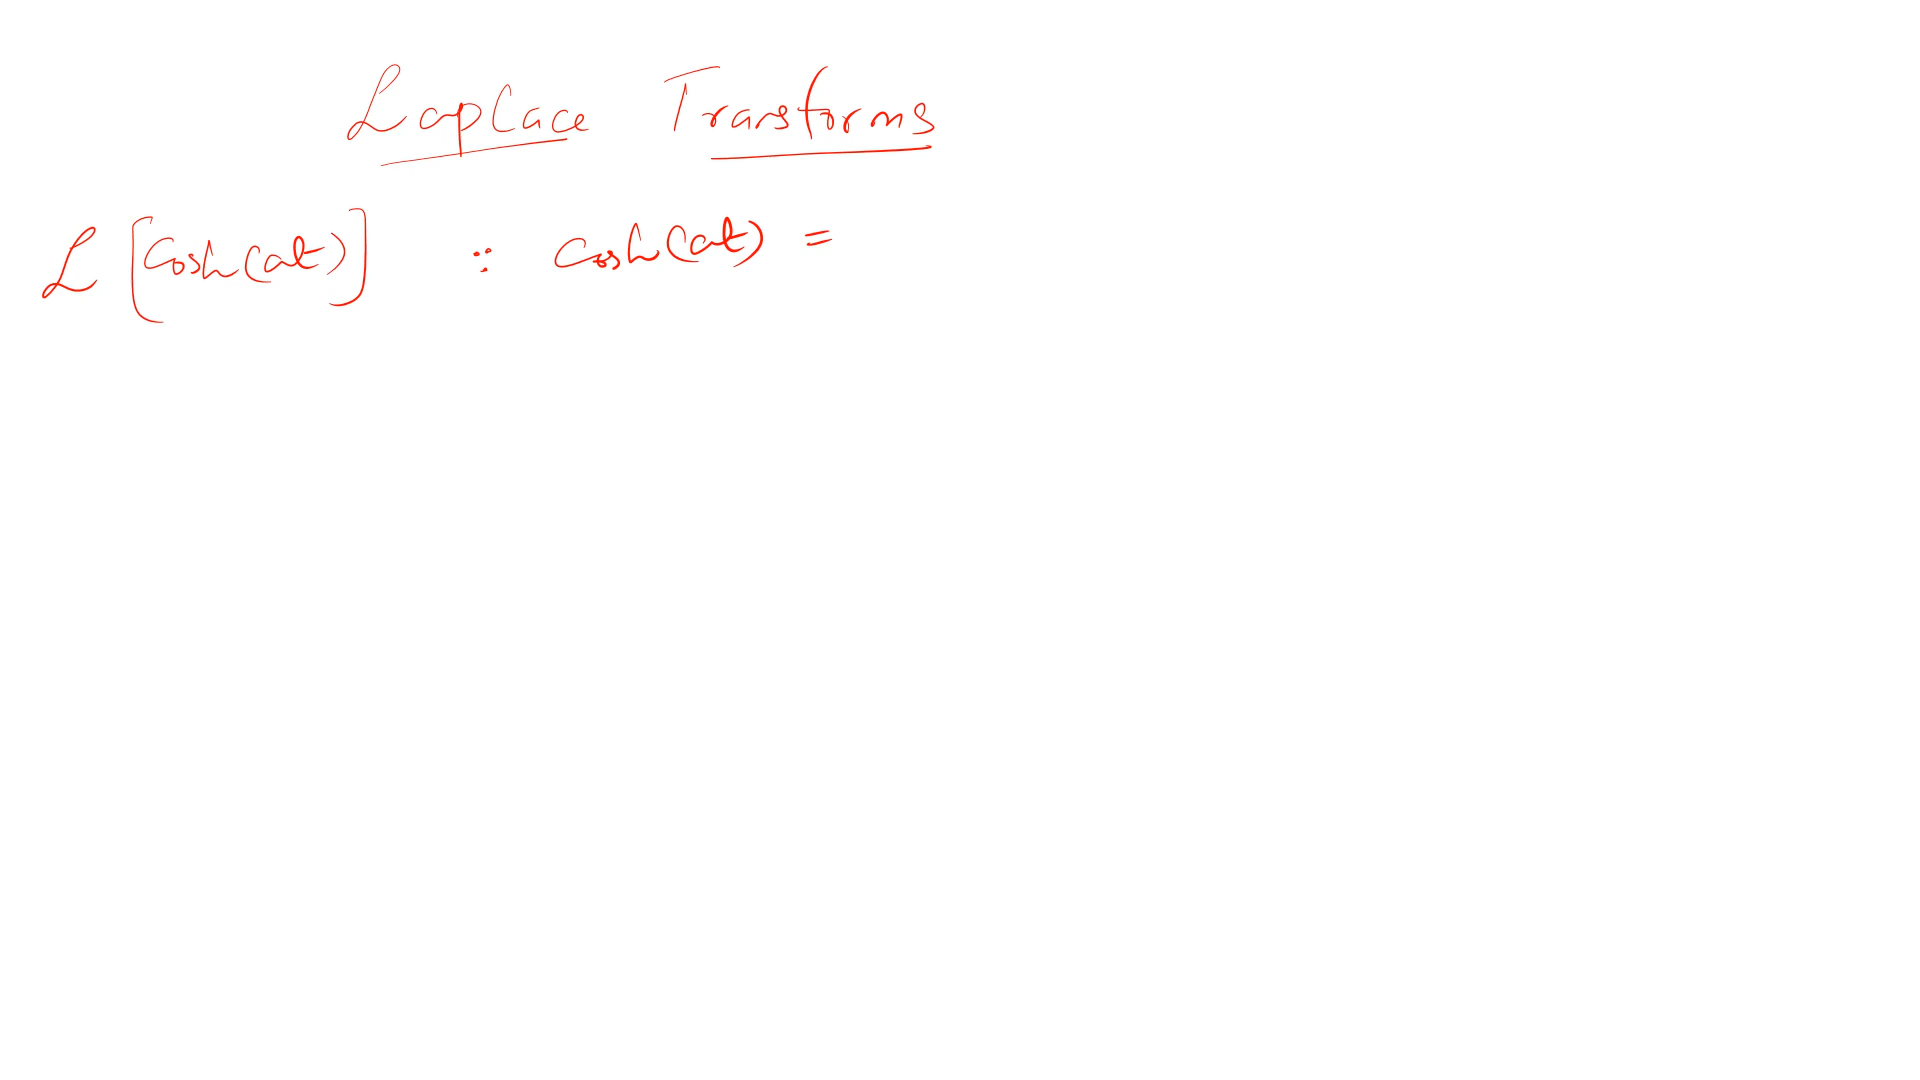 Laplace Transforms
L [Cosh(at)] ∵ Cosh(at) =